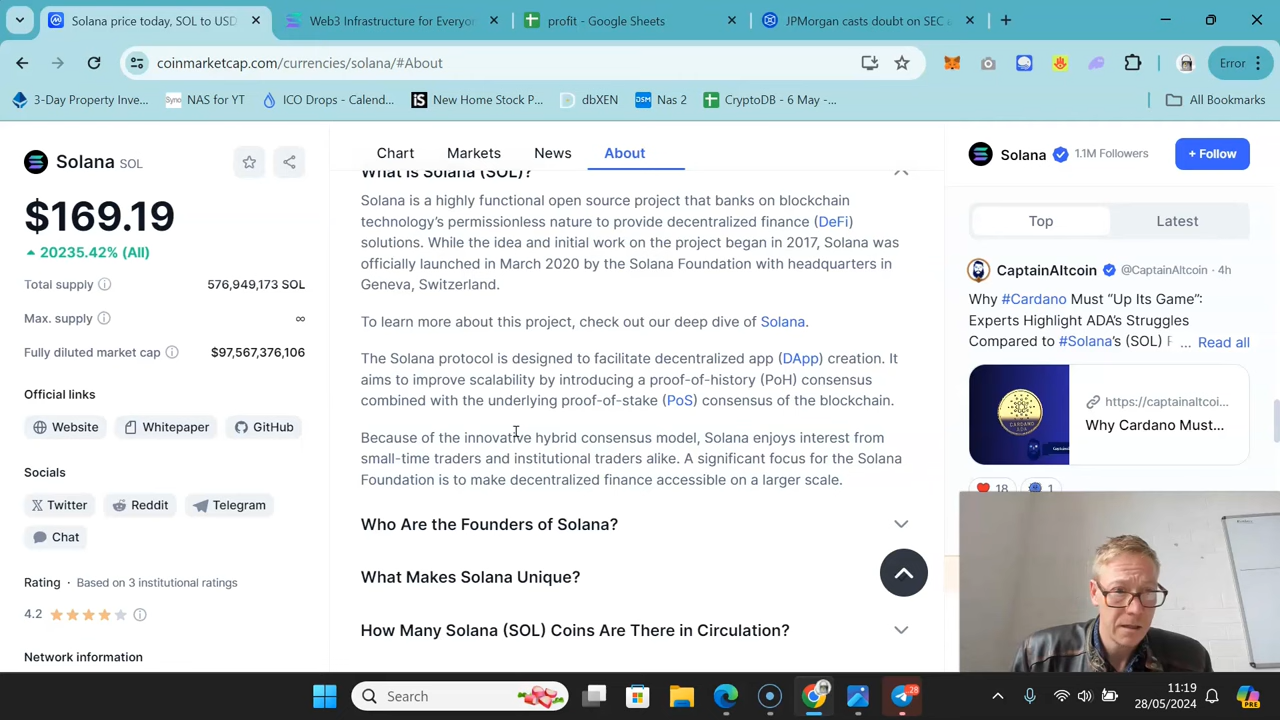 Solana price today, SOL to USD
Web3 Infrastructure for Everyon
profit - Google Sheets
JPMorgan casts doubt on SEC
coinmarketcap.com/currencies/solana/#About
Error
3-Day Property Inve...
NAS for YT
ICO Drops - Calend...
New Home Stock P...
dbXEN
Nas 2
CryptoDB - 6 May -...
All Bookmarks
Solana SOL
$169.19
20235.42% (All)
Total supply 576,949,173 SOL
Max. supply ∞
Fully diluted market cap $97,567,376,106
Official links
Website Whitepaper GitHub
Socials
Twitter Reddit Telegram
Chat
Rating · Based on 3 institutional ratings
4.2
Network information
Chart Markets News About
What Is Solana (SOL)?
Solana is a highly functional open source project that banks on blockchain
technology’s permissionless nature to provide decentralized finance (DeFi)
solutions. While the idea and initial work on the project began in 2017, Solana was
officially launched in March 2020 by the Solana Foundation with headquarters in
Geneva, Switzerland.
To learn more about this project, check out our deep dive of Solana.
The Solana protocol is designed to facilitate decentralized app (DApp) creation. It
aims to improve scalability by introducing a proof-of-history (PoH) consensus
combined with the underlying proof-of-stake (PoS) consensus of the blockchain.
Because of the innovative hybrid consensus model, Solana enjoys interest from
small-time traders and institutional traders alike. A significant focus for the Solana
Foundation is to make decentralized finance accessible on a larger scale.
Who Are the Founders of Solana?
What Makes Solana Unique?
How Many Solana (SOL) Coins Are There in Circulation?
Solana 1.1M Followers
+ Follow
Top Latest
CaptainAltcoin @CaptainAltcoin · 4h
Why #Cardano Must “Up Its Game”:
Experts Highlight ADA’s Struggles
Compared to #Solana’s (SOL) ... Read all
https://captainaltcoi...
Why Cardano Must...
18 1
Search
28
11:19
28/05/2024
PRE